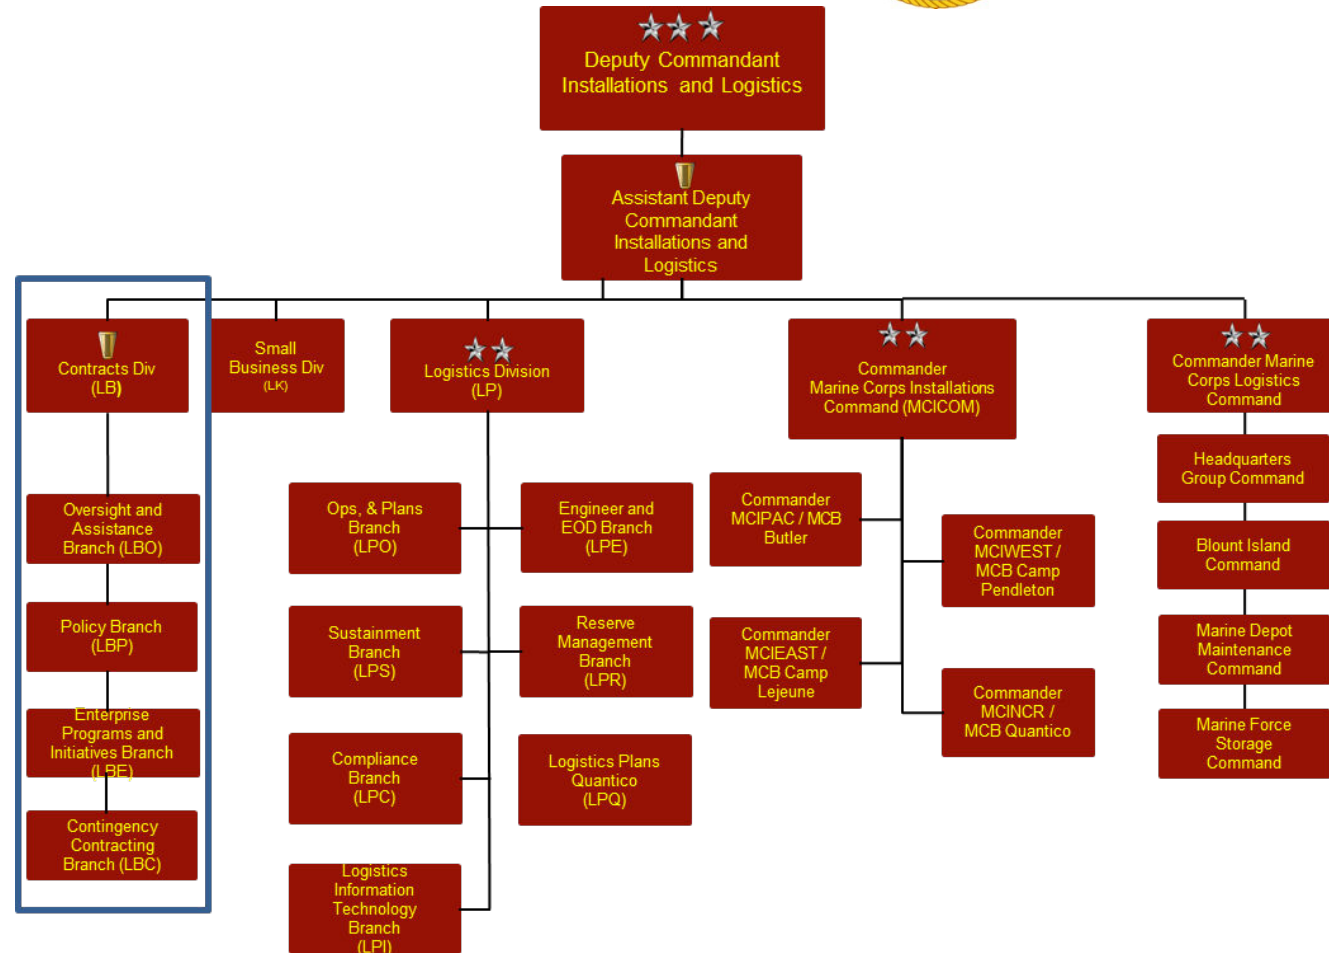 Deputy Commandant
Installations and Logistics
Assistant Deputy
Commandant
Installations and
Logistics
Contracts Div
(LB)
Small
Business Div
(LK)
Logistics Division
(LP)
Commander
Marine Corps Installations
Command (MCICOM)
Commander Marine
Corps Logistics
Command
Oversight and
Assistance
Branch (LBO)
Policy Branch
(LBP)
Enterprise
Programs and
Initiatives Branch
(LBE)
Contingency
Contracting
Branch (LBC)
Ops, & Plans
Branch
(LPO)
Engineer and
EOD Branch
(LPE)
Sustainment
Branch
(LPS)
Reserve
Management
Branch
(LPR)
Compliance
Branch
(LPC)
Logistics Plans
Quantico
(LPQ)
Logistics
Information
Technology
Branch
(LPI)
Commander
MCIPAC / MCB
Butler
Commander
MCIWEST /
MCB Camp
Pendleton
Commander
MCIEAST /
MCB Camp
Lejeune
Commander
MCINCR /
MCB Quantico
Headquarters
Group Command
Blount Island
Command
Marine Depot
Maintenance
Command
Marine Force
Storage
Command